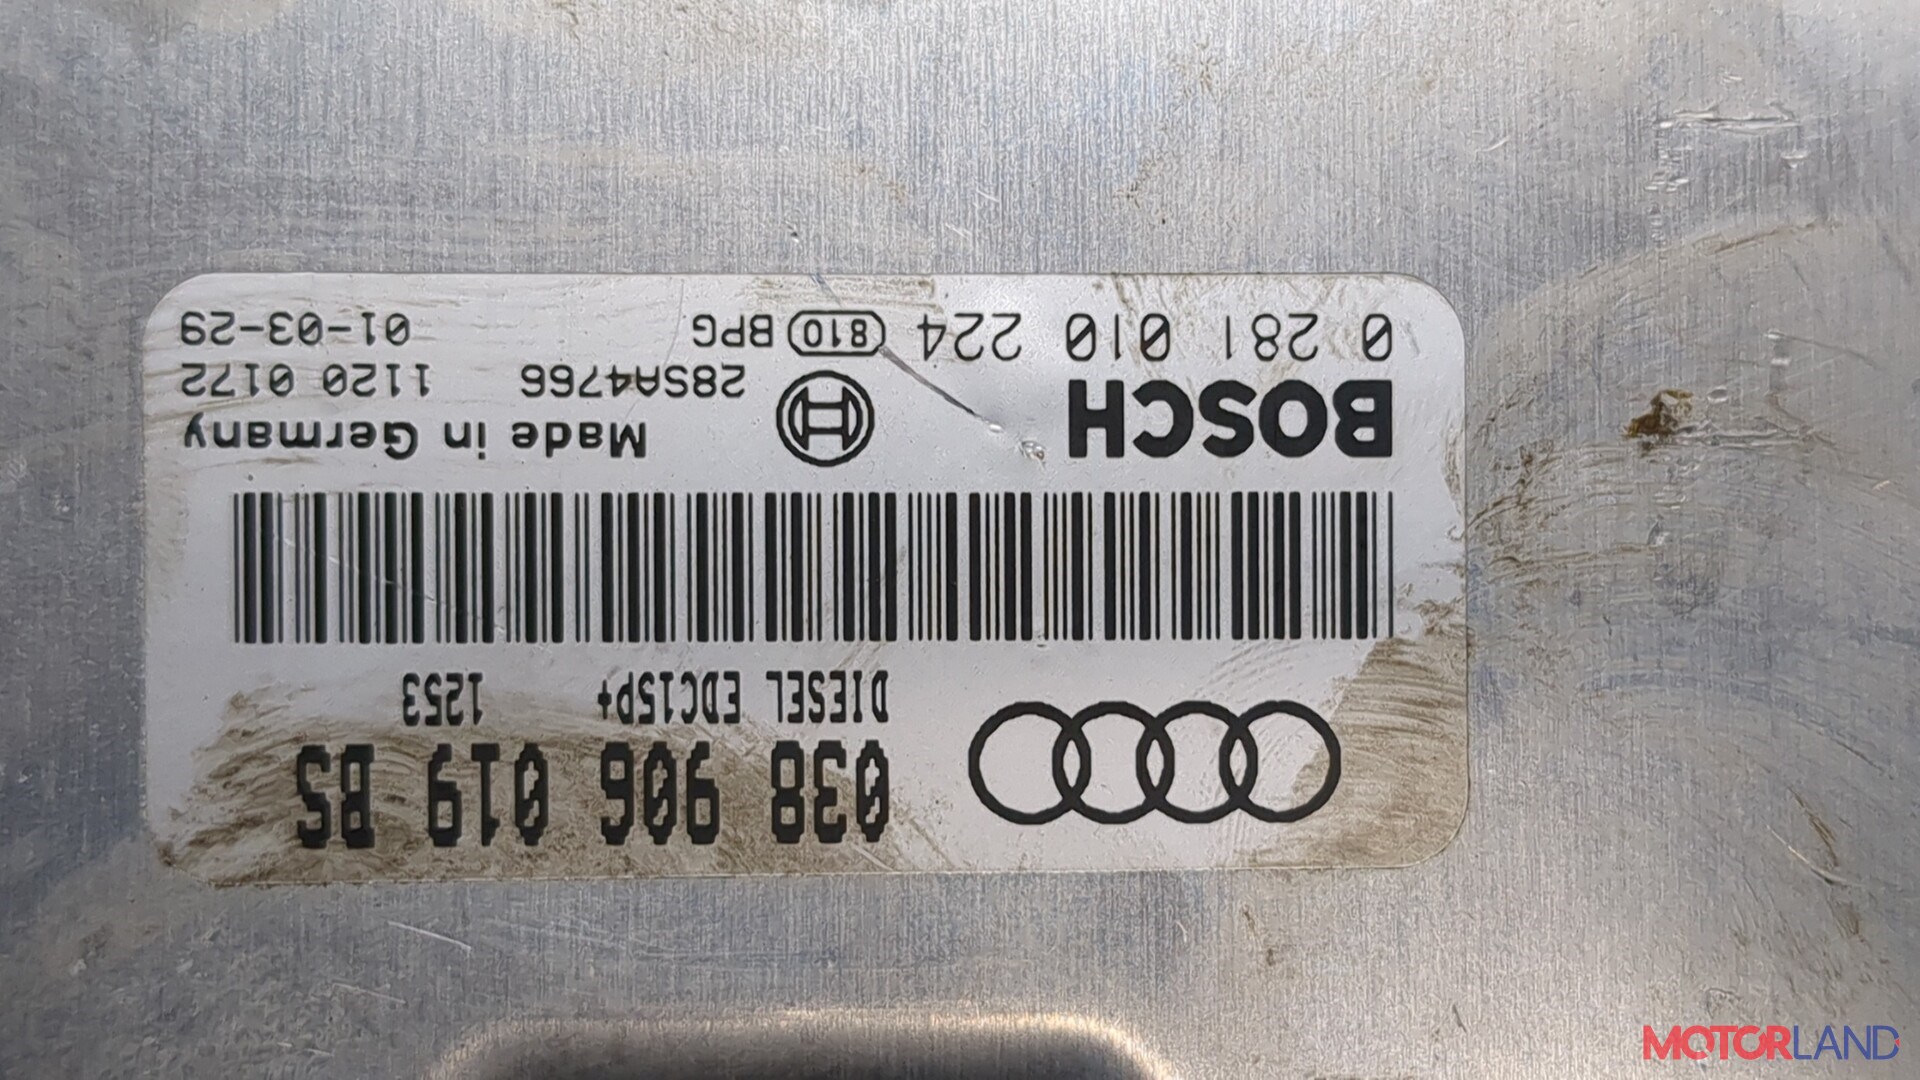 038 906 019 BS
DIESEL EDC15P+ 1253
BOSCH Made in Germany
28SA4766 1120 0172
0 281 010 224 018 BPG 01-03-29
MOTORLAND